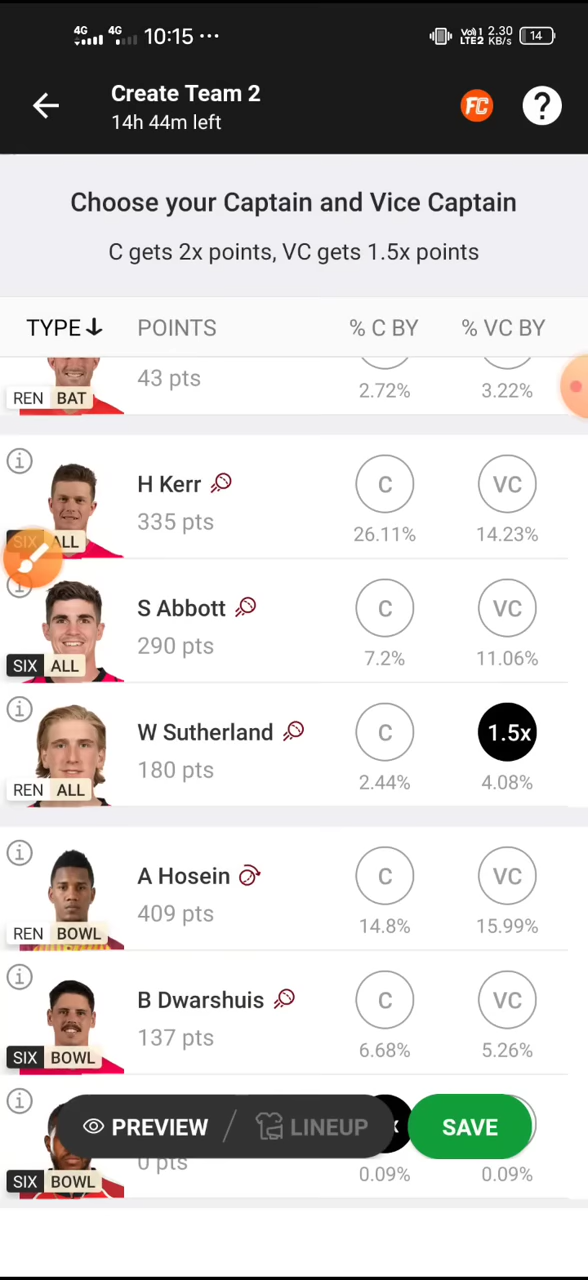 4G 4G 10:15 ··· Vo) 1 LTE2 2.30 KB/s 14
Create Team 2
14h 44m left
FC
?
Choose your Captain and Vice Captain
C gets 2x points, VC gets 1.5x points
TYPE POINTS % C BY % VC BY
43 pts
REN BAT 2.72% 3.22%
H Kerr C VC
335 pts
SIX ALL 26.11% 14.23%
S Abbott C VC
290 pts
SIX ALL 7.2% 11.06%
W Sutherland C 1.5x
180 pts
REN ALL 2.44% 4.08%
A Hosein C VC
409 pts
REN BOWL 14.8% 15.99%
B Dwarshuis C VC
137 pts
SIX BOWL 6.68% 5.26%
PREVIEW / LINEUP SAVE
0 pts
SIX BOWL 0.09% 0.09%